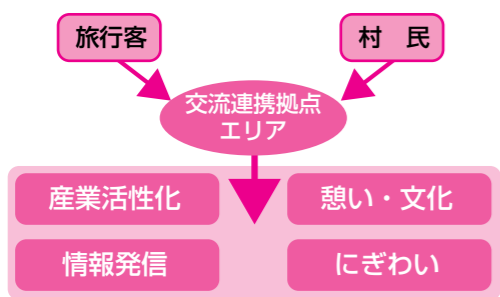 旅行客
村　民
交流連携拠点
エリア
産業活性化
憩い・文化
情報発信
にぎわい